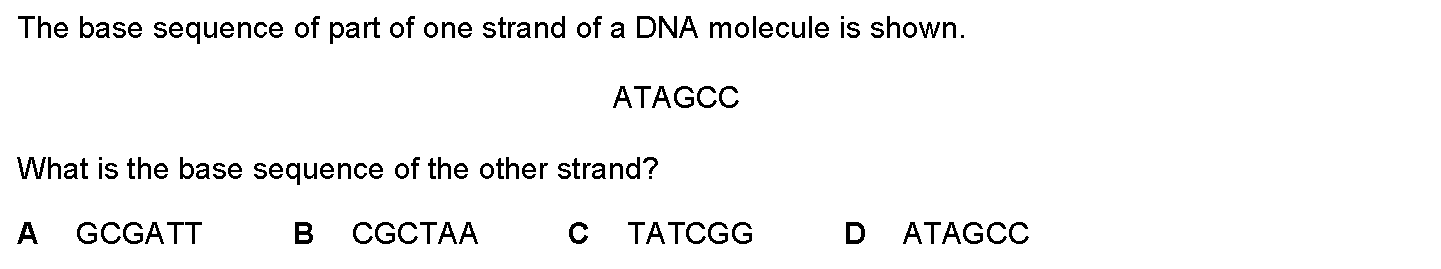 The base sequence of part of one strand of a DNA molecule is shown.
ATAGCC
What is the base sequence of the other strand?
A GCGATT B CGCTAA C TATCGG D ATAGCC